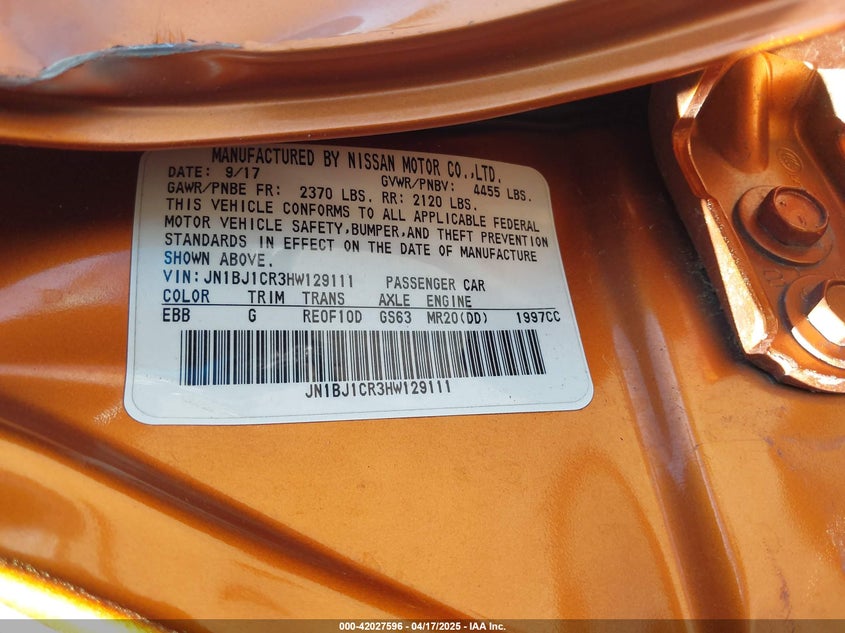 MANUFACTURED BY NISSAN MOTOR CO.,LTD.
DATE: 9/17 GVWR/PNBV: 4455 LBS.
GAWR/PNBE FR: 2370 LBS. RR: 2120 LBS.
THIS VEHICLE CONFORMS TO ALL APPLICABLE FEDERAL
MOTOR VEHICLE SAFETY,BUMPER,AND THEFT PREVENTION
STANDARDS IN EFFECT ON THE DATE OF MANUFACTURE
SHOWN ABOVE.
VIN:JN1BJ1CR3HW129111 PASSENGER CAR
COLOR TRIM TRANS AXLE ENGINE
EBB G REOF10D GS63 MR20(DD) 1997CC
JN1BJ1CR3HW129111
000-42027596 - 04/17/2025 - IAA Inc.